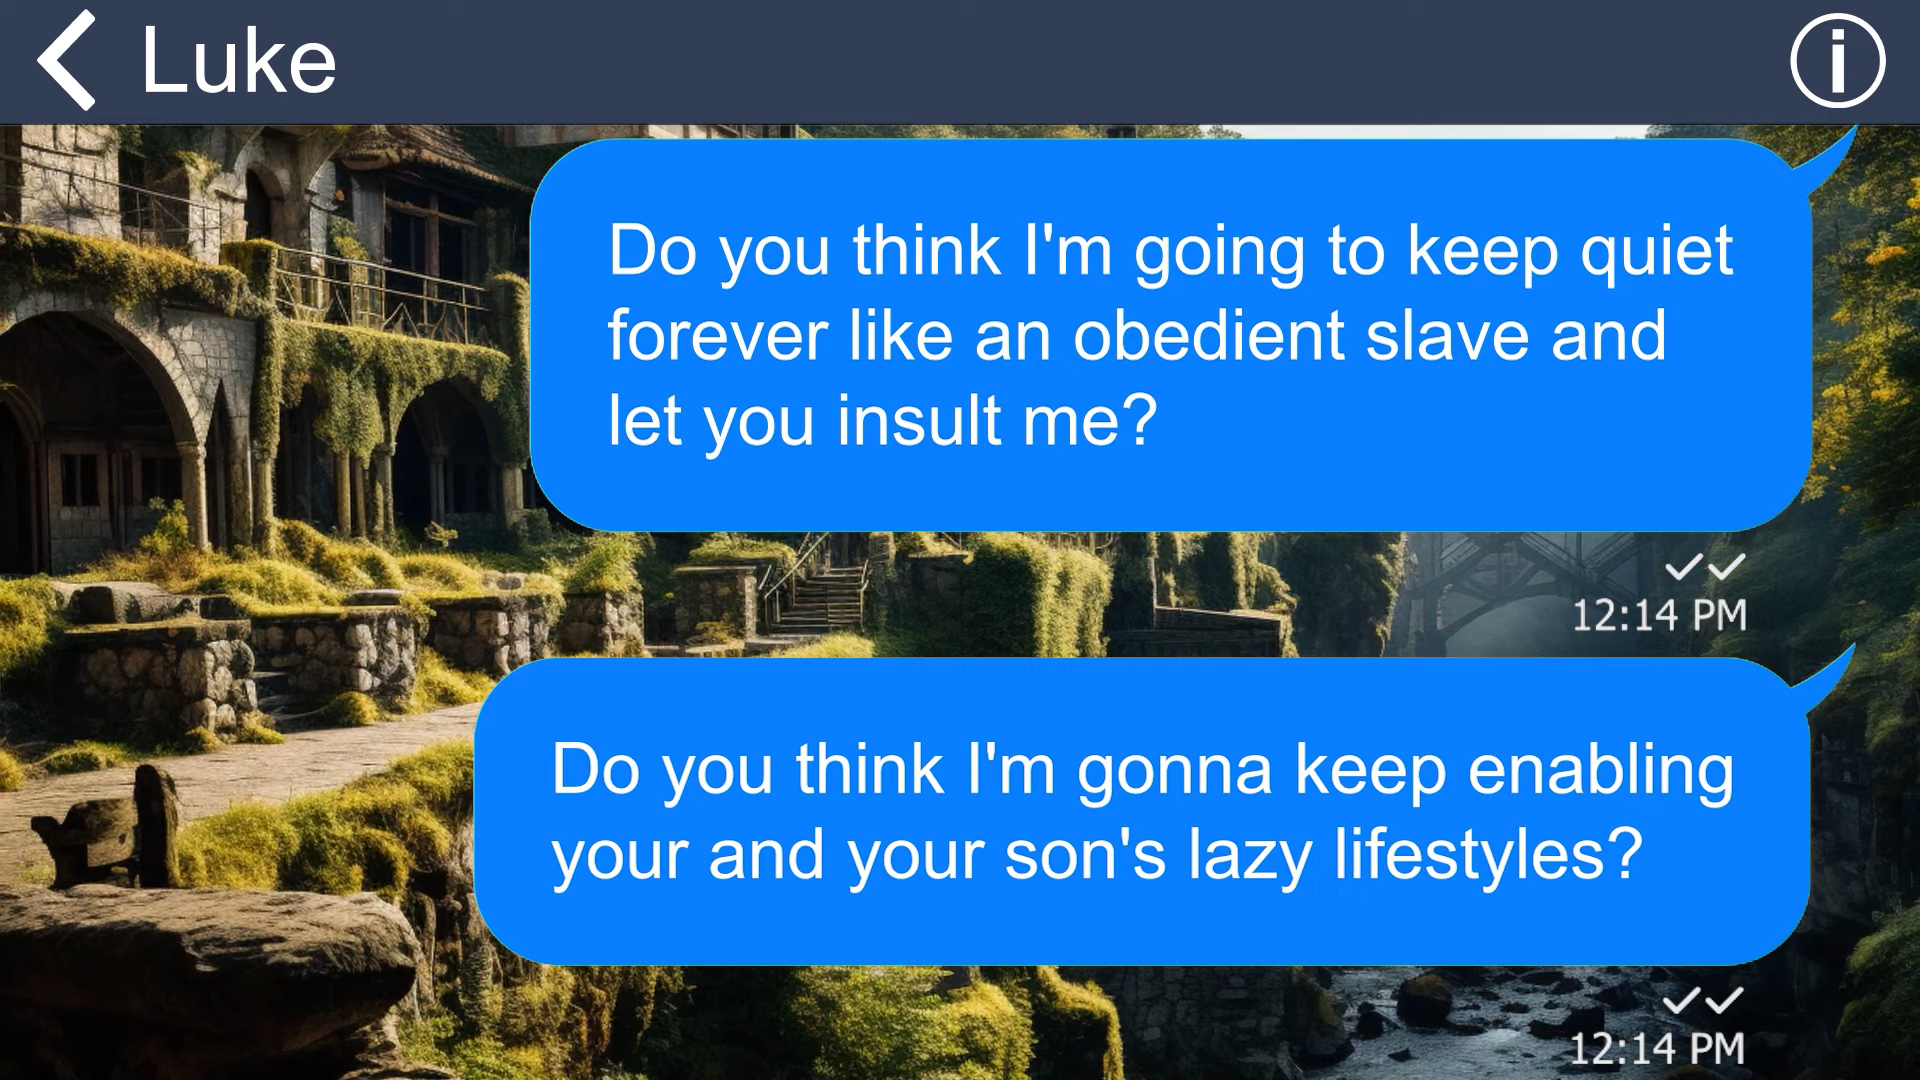 Luke
Do you think I'm going to keep quiet
forever like an obedient slave and
let you insult me?
12:14 PM
Do you think I'm gonna keep enabling
your and your son's lazy lifestyles?
12:14 PM